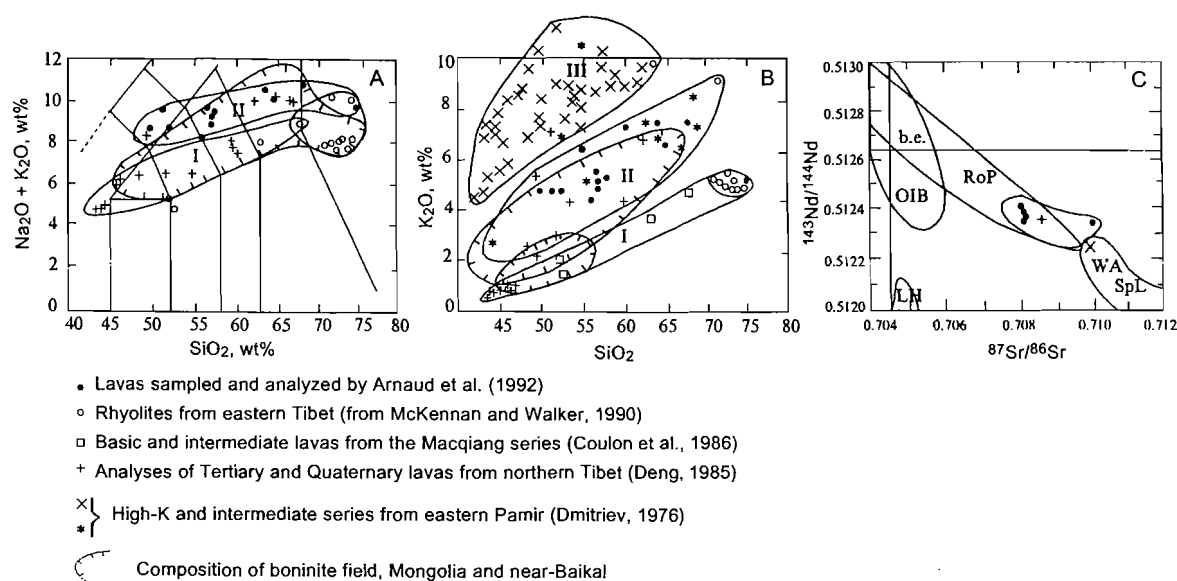 A
Na2O + K2O, wt%
12
10
8
6
4
2
0
II
I
40 45 50 55 60 65 70 75 80
SiO2, wt%
B
K2O, wt%
10
8
6
4
2
0
III
II
I
45 50 55 60 65 70 75 80
SiO2
C
143Nd/144Nd
0.5130
0.5128
0.5126
0.5124
0.5122
0.5120
b.e.
OIB
RoP
WA
SpL
LH
0.704 0.706 0.708 0.710 0.712
87Sr/86Sr
Lavas sampled and analyzed by Arnaud et al. (1992)
Rhyolites from eastern Tibet (from McKennan and Walker, 1990)
Basic and intermediate lavas from the Macqiang series (Coulon et al., 1986)
Analyses of Tertiary and Quaternary lavas from northern Tibet (Deng, 1985)
High-K and intermediate series from eastern Pamir (Dmitriev, 1976)
Composition of boninite field, Mongolia and near-Baikal